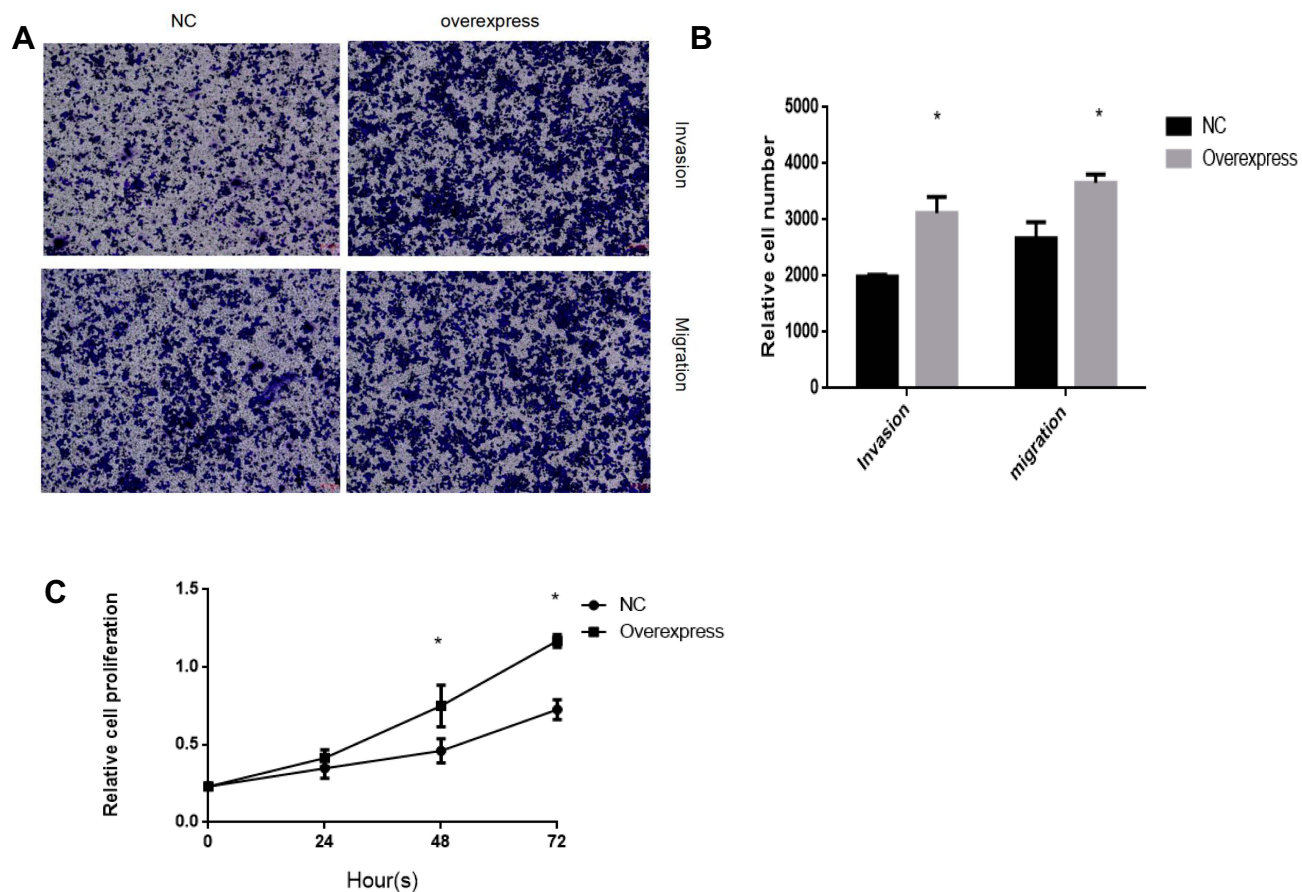 A
NC
overexpress
Invasion
Migration
B
Relative cell number
5000
4000
3000
2000
1000
0
*
*
Invasion
migration
NC
Overexpress
C
Relative cell proliferation
1.5
1.0
0.5
0.0
*
*
0
24
48
72
Hour(s)
NC
Overexpress